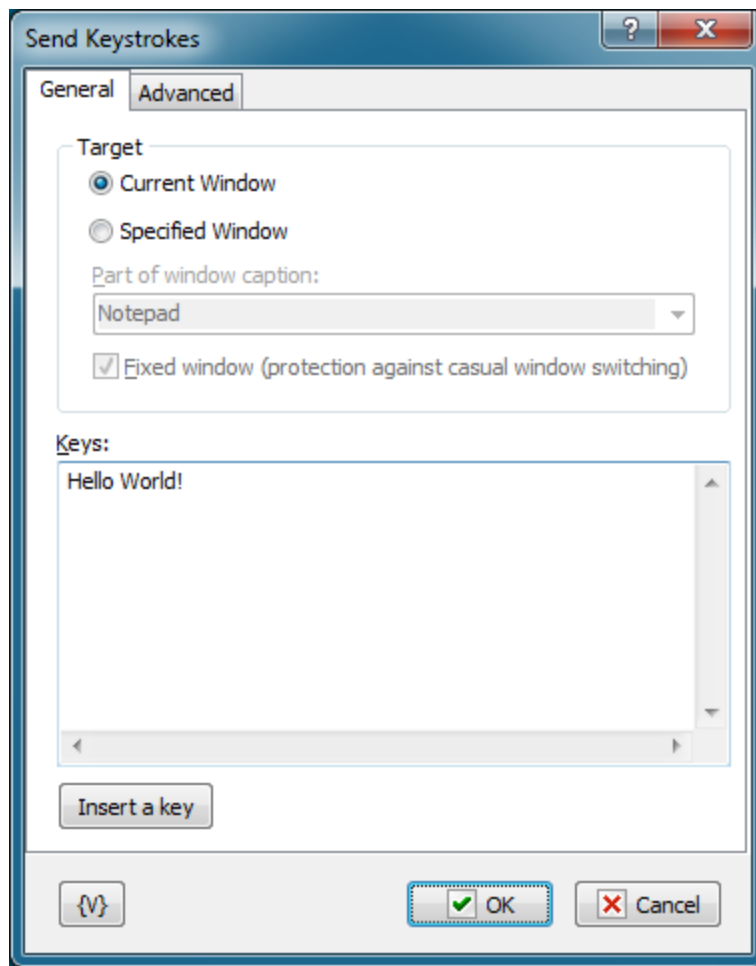 Send Keystrokes
?
General Advanced
Target
Current Window
Specified Window
Part of window caption:
Notepad
Fixed window (protection against casual window switching)
Keys:
Hello World!
Insert a key
{V} OK Cancel